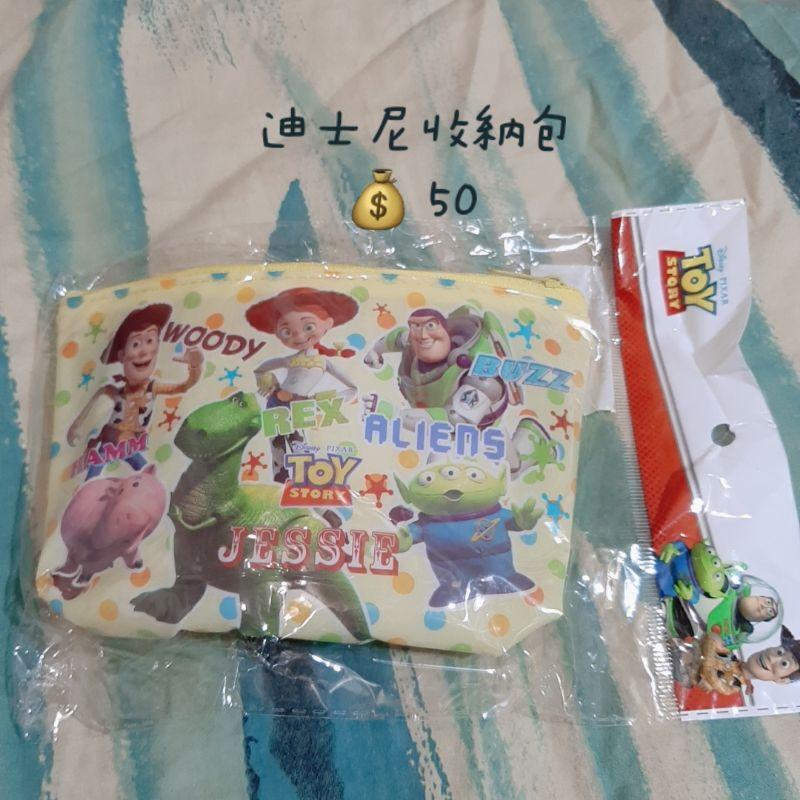 迪士尼收納包
50
WOODY
BUZZ
REX
ALIENS
HAMM
Disney PIXAR
TOY
STORY
JESSIE
Disney PIXAR
TOY
STORY